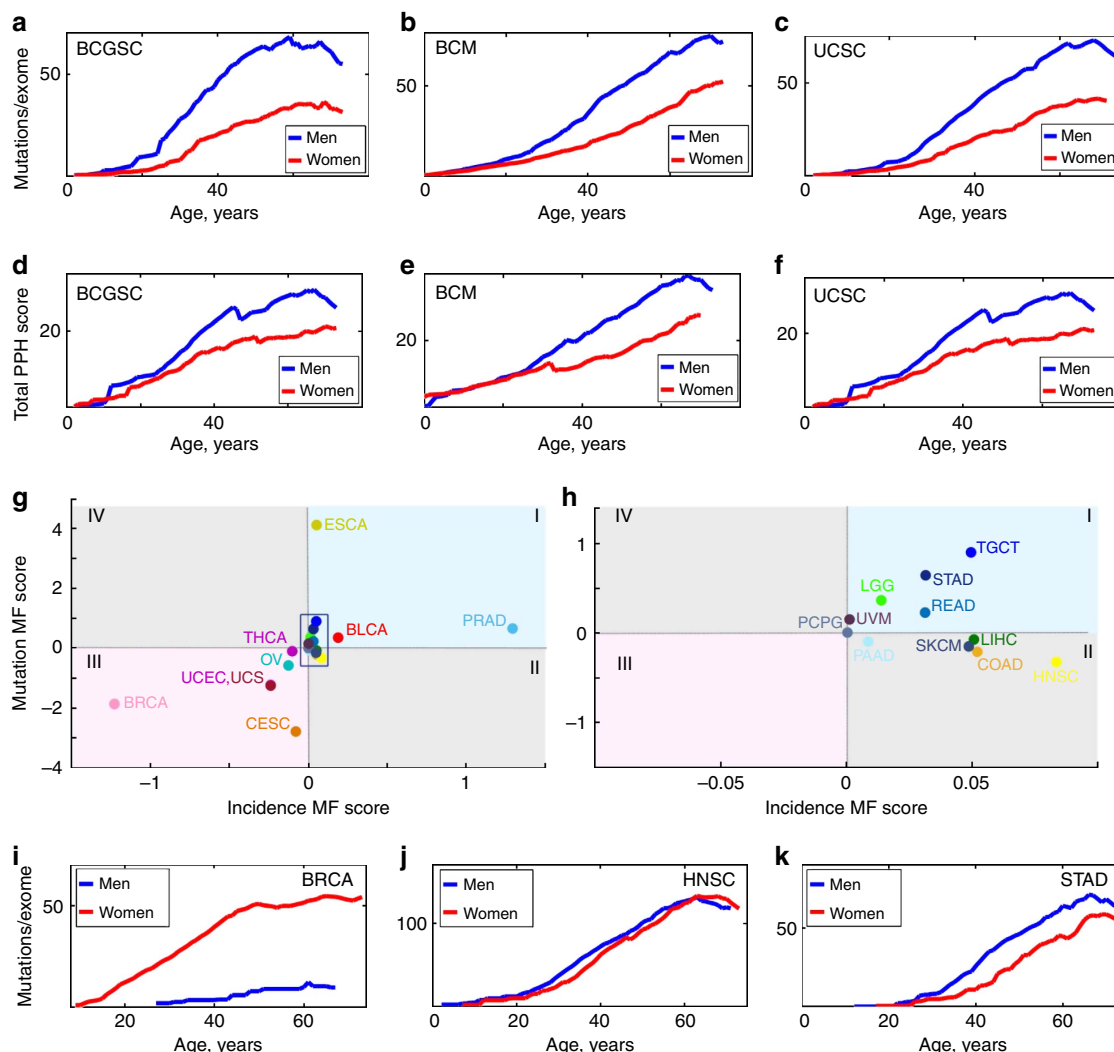 a
BCGSC
Mutations/exome
50
Men
Women
0
40
Age, years
b
BCM
50
Men
Women
0
40
Age, years
c
UCSC
50
Men
Women
0
40
Age, years
d
BCGSC
Total PPH score
20
Men
Women
0
40
Age, years
e
BCM
20
Men
Women
0
40
Age, years
f
UCSC
20
Men
Women
0
40
Age, years
g
IV
I
4
ESCA
2
Mutation MF score
THCA
BLCA
PRAD
0
III
OV
II
UCEC,UCS
−2
BRCA
CESC
−4
−1
0
1
Incidence MF score
h
IV
I
1
TGCT
STAD
LGG
READ
PCPG
UVM
0
III
PAAD
SKCM
LIHC
II
COAD
HNSC
−1
−0.05
0
0.05
Incidence MF score
i
Men
BRCA
Women
50
Mutations/exome
20
40
60
Age, years
j
Men
HNSC
Women
100
0
20
40
60
Age, years
k
Men
STAD
Women
50
0
20
40
60
Age, years